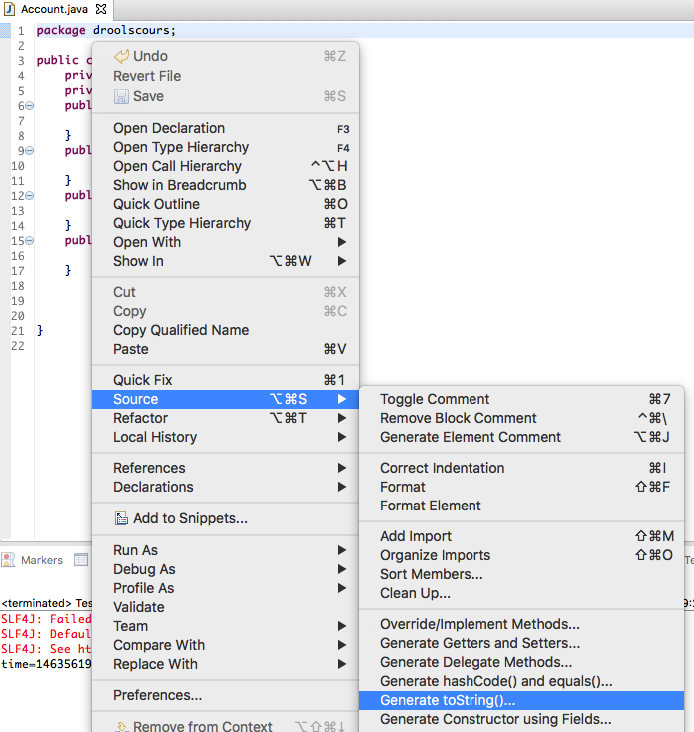 Account.java
1 package droolscours;
2
3 public c
4 priv
5 priv
6 publ
7
8 }
9 publ
10
11 }
12 publ
13
14 }
15 publ
16
17 }
18
19
20
21 }
22
Undo ⌘Z
Revert File
Save ⌘S
Open Declaration F3
Open Type Hierarchy F4
Open Call Hierarchy ^⌥H
Show in Breadcrumb ⌥⌘B
Quick Outline ⌘O
Quick Type Hierarchy ⌘T
Open With ▶
Show In ⌥⌘W ▶
Cut ⌘X
Copy ⌘C
Copy Qualified Name
Paste ⌘V
Quick Fix ⌘1
Source ⌥⌘S ▶
Refactor ⌥⌘T ▶
Local History ▶
References ▶
Declarations ▶
Add to Snippets...
Run As ▶
Debug As ▶
Profile As ▶
Validate
Team ▶
Compare With ▶
Replace With ▶
Preferences...
Remove from Context ⌥⇧⌘↓
Toggle Comment ⌘7
Remove Block Comment ^⌘\
Generate Element Comment ⌥⌘J
Correct Indentation ⌘I
Format ⇧⌘F
Format Element
Add Import ⇧⌘M
Organize Imports ⇧⌘O
Sort Members...
Clean Up...
Override/Implement Methods...
Generate Getters and Setters...
Generate Delegate Methods...
Generate hashCode() and equals()...
Generate toString()...
Generate Constructor using Fields...
Markers
Te
<terminated> Tes
9:
SLF4J: Failed
SLF4J: Defaul
SLF4J: See ht
time=14635619